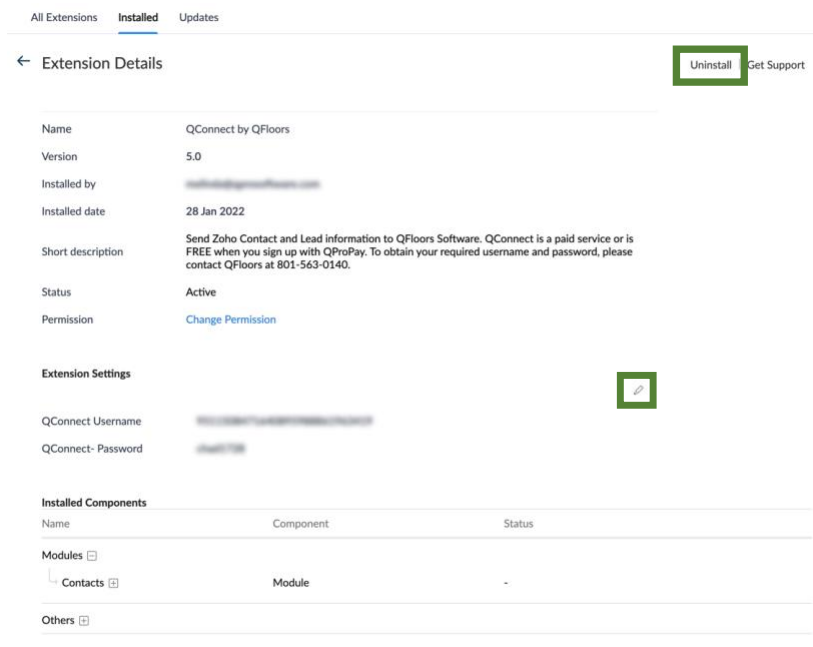 All Extensions Installed Updates
Extension Details
Uninstall Get Support
Name QConnect by QFloors
Version 5.0
Installed by
Installed date 28 Jan 2022
Send Zoho Contact and Lead information to QFloors Software. QConnect is a paid service or is
Short description FREE when you sign up with QProPay. To obtain your required username and password, please
contact QFloors at 801-563-0140.
Status Active
Permission Change Permission
Extension Settings
QConnect Username
QConnect- Password
Installed Components
Name Component Status
Modules
Contacts Module -
Others